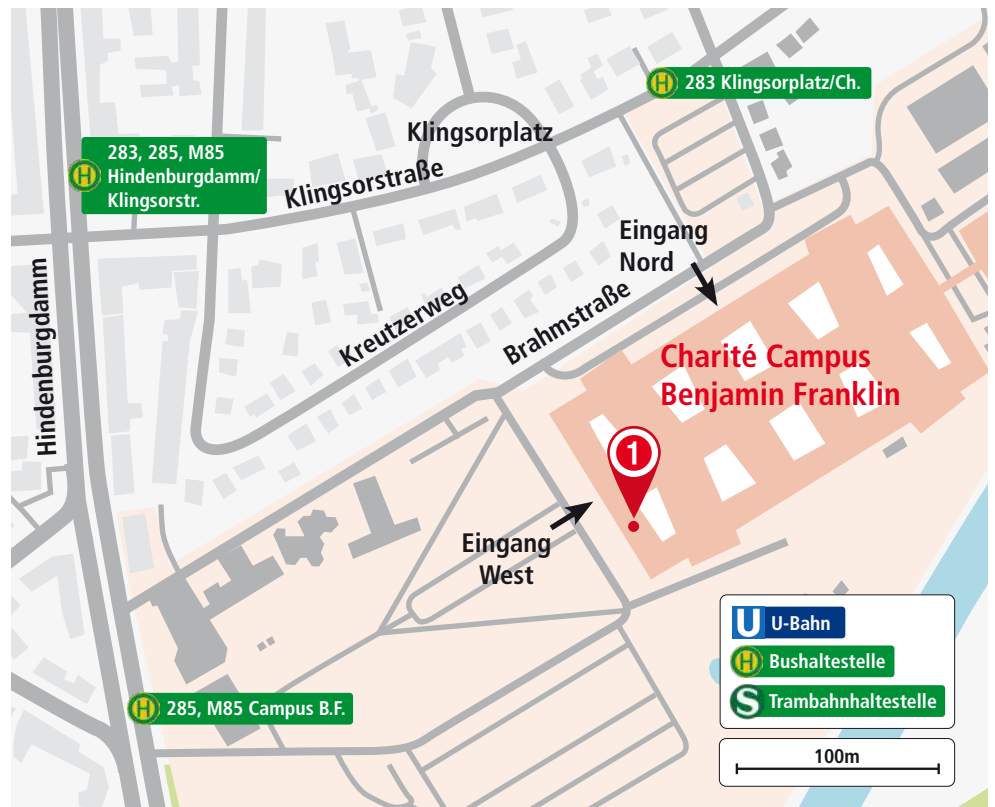 283 Klingsorplatz/Ch.
Klingsorplatz
283, 285, M85
Hindenburgdamm/
Klingsorstr.
Klingsorstraße
Eingang
Nord
Hindenburgdamm
Kreutzerweg
Brahmstraße
Charité Campus
Benjamin Franklin
1
Eingang
West
285, M85 Campus B.F.
U U-Bahn
H Bushaltestelle
S Trambahnhaltestelle
100m